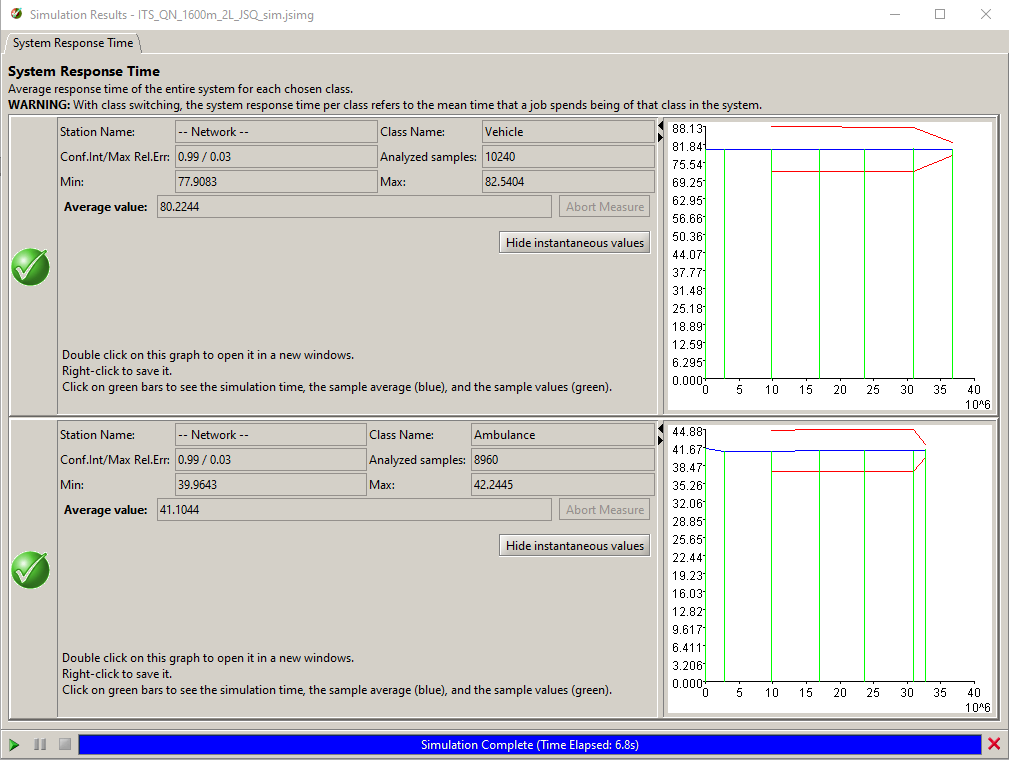 Simulation Results - ITS_QN_1600m_2L_JSQ_sim.jsimg
System Response Time
System Response Time
Average response time of the entire system for each chosen class.
WARNING: With class switching, the system response time per class refers to the mean time that a job spends being of that class in the system.
Station Name: -- Network -- Class Name: Vehicle
Conf.Int/Max Rel.Err: 0.99 / 0.03 Analyzed samples: 10240
Min: 77.9083 Max: 82.5404
Average value: 80.2244 Abort Measure
Hide instantaneous values
Double click on this graph to open it in a new windows.
Right-click to save it.
Click on green bars to see the simulation time, the sample average (blue), and the sample values (green).
88.13
81.84
75.54
69.25
62.95
56.66
50.36
44.07
37.77
31.48
25.18
18.89
12.59
6.295
0.000
0 5 10 15 20 25 30 35 40
10^6
Station Name: -- Network -- Class Name: Ambulance
Conf.Int/Max Rel.Err: 0.99 / 0.03 Analyzed samples: 8960
Min: 39.9643 Max: 42.2445
Average value: 41.1044 Abort Measure
Hide instantaneous values
Double click on this graph to open it in a new windows.
Right-click to save it.
Click on green bars to see the simulation time, the sample average (blue), and the sample values (green).
44.88
41.67
38.47
35.26
32.06
28.85
25.65
22.44
19.23
16.03
12.82
9.617
6.411
3.206
0.000
0 5 10 15 20 25 30 35 40
10^6
Simulation Complete (Time Elapsed: 6.8s)